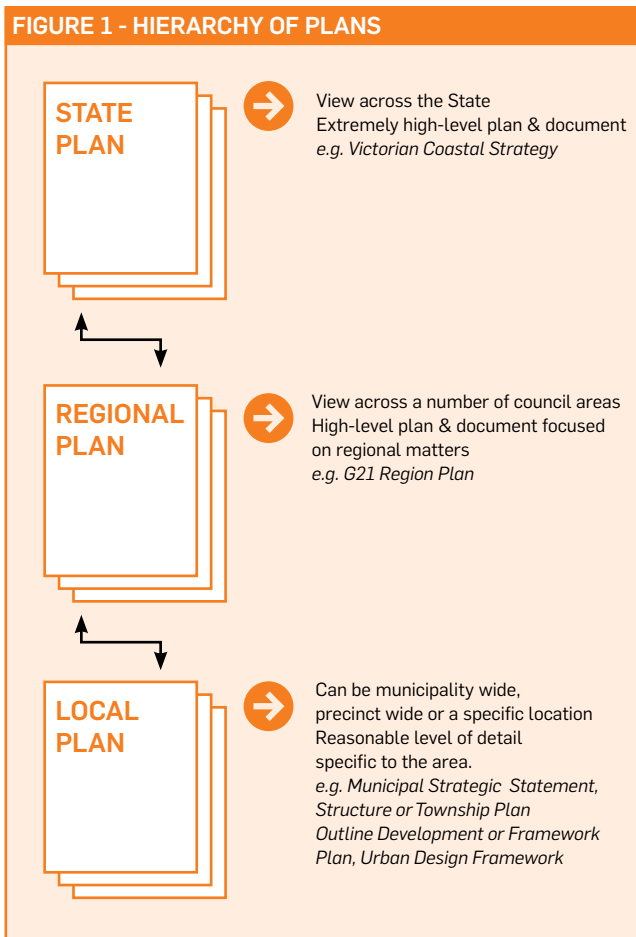 FIGURE 1 - HIERARCHY OF PLANS
STATE
PLAN
View across the State
Extremely high-level plan & document
e.g. Victorian Coastal Strategy
REGIONAL
PLAN
View across a number of council areas
High-level plan & document focused
on regional matters
e.g. G21 Region Plan
LOCAL
PLAN
Can be municipality wide,
precinct wide or a specific location
Reasonable level of detail
specific to the area.
e.g. Municipal Strategic Statement,
Structure or Township Plan
Outline Development or Framework
Plan, Urban Design Framework